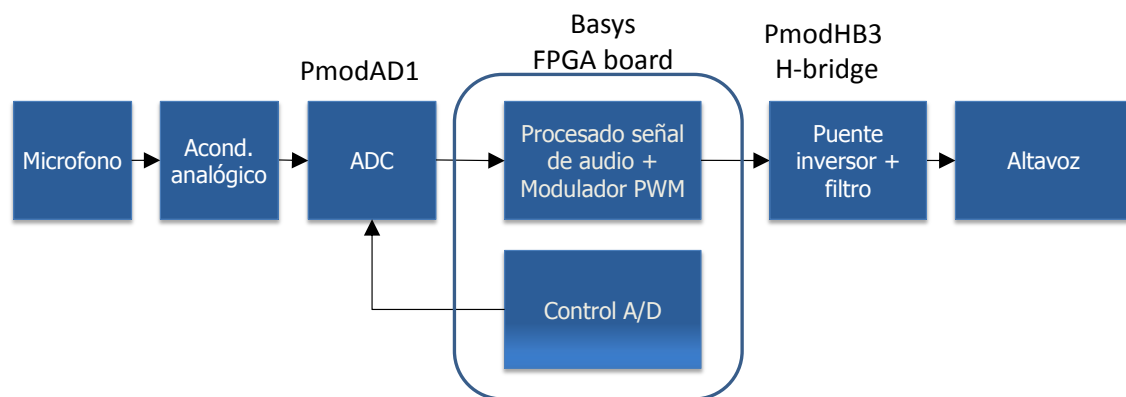 Basys
FPGA board
PmodHB3
H-bridge
PmodAD1
Microfono
Acond.
analógico
ADC
Procesado señal
de audio +
Modulador PWM
Puente
inversor +
filtro
Altavoz
Control A/D